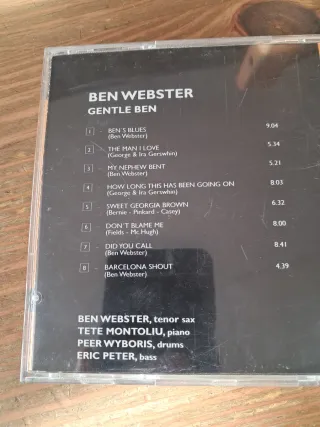 BEN WEBSTER
GENTLE BEN
1 - BEN'S BLUES 9.04
(Ben Webster)
2 - THE MAN I LOVE 5.34
(George & Ira Gerswhin)
3 - MY NEPHEW BENT 5.21
(Ben Webster)
4 - HOW LONG THIS HAS BEEN GOING ON 8:03
(George & Ira Gerswhin)
5 - SWEET GEORGIA BROWN 6:32
(Bernie - Pinkard - Casey)
6 - DON'T BLAME ME 8:00
(Fields - Mc. Hugh)
7 - DID YOU CALL 8.41
(Ben Webster)
8 - BARCELONA SHOUT 4.39
(Ben Webster)
BEN WEBSTER, tenor sax
TETE MONTOLIU, piano
PEER WYBORIS, drums
ERIC PETER, bass